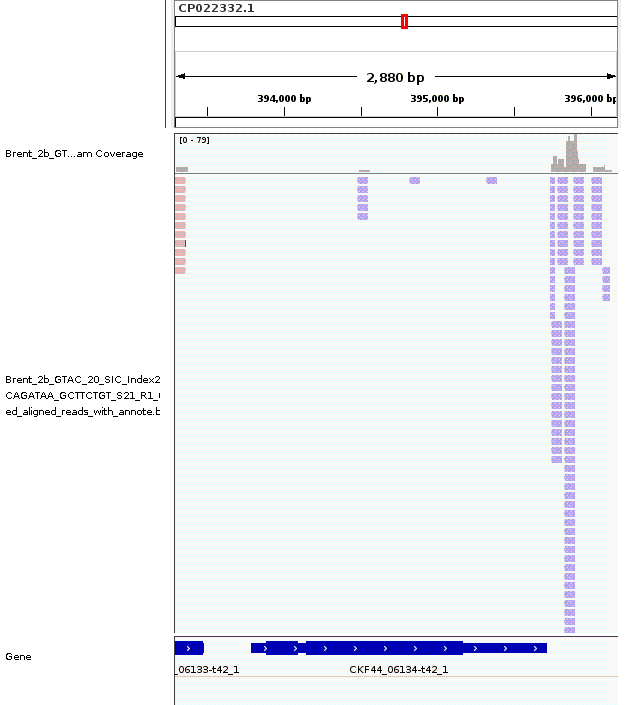 CP022332.1
2,880 bp
394,000 bp 395,000 bp 396,000 bp
[0 - 79]
Brent_2b_GT...am Coverage
Brent_2b_GTAC_20_SIC_Index2
CAGATAA_GCTTCTGT_S21_R1_
ed_aligned_reads_with_annote.b
Gene
_06133-t42_1 CKF44_06134-t42_1